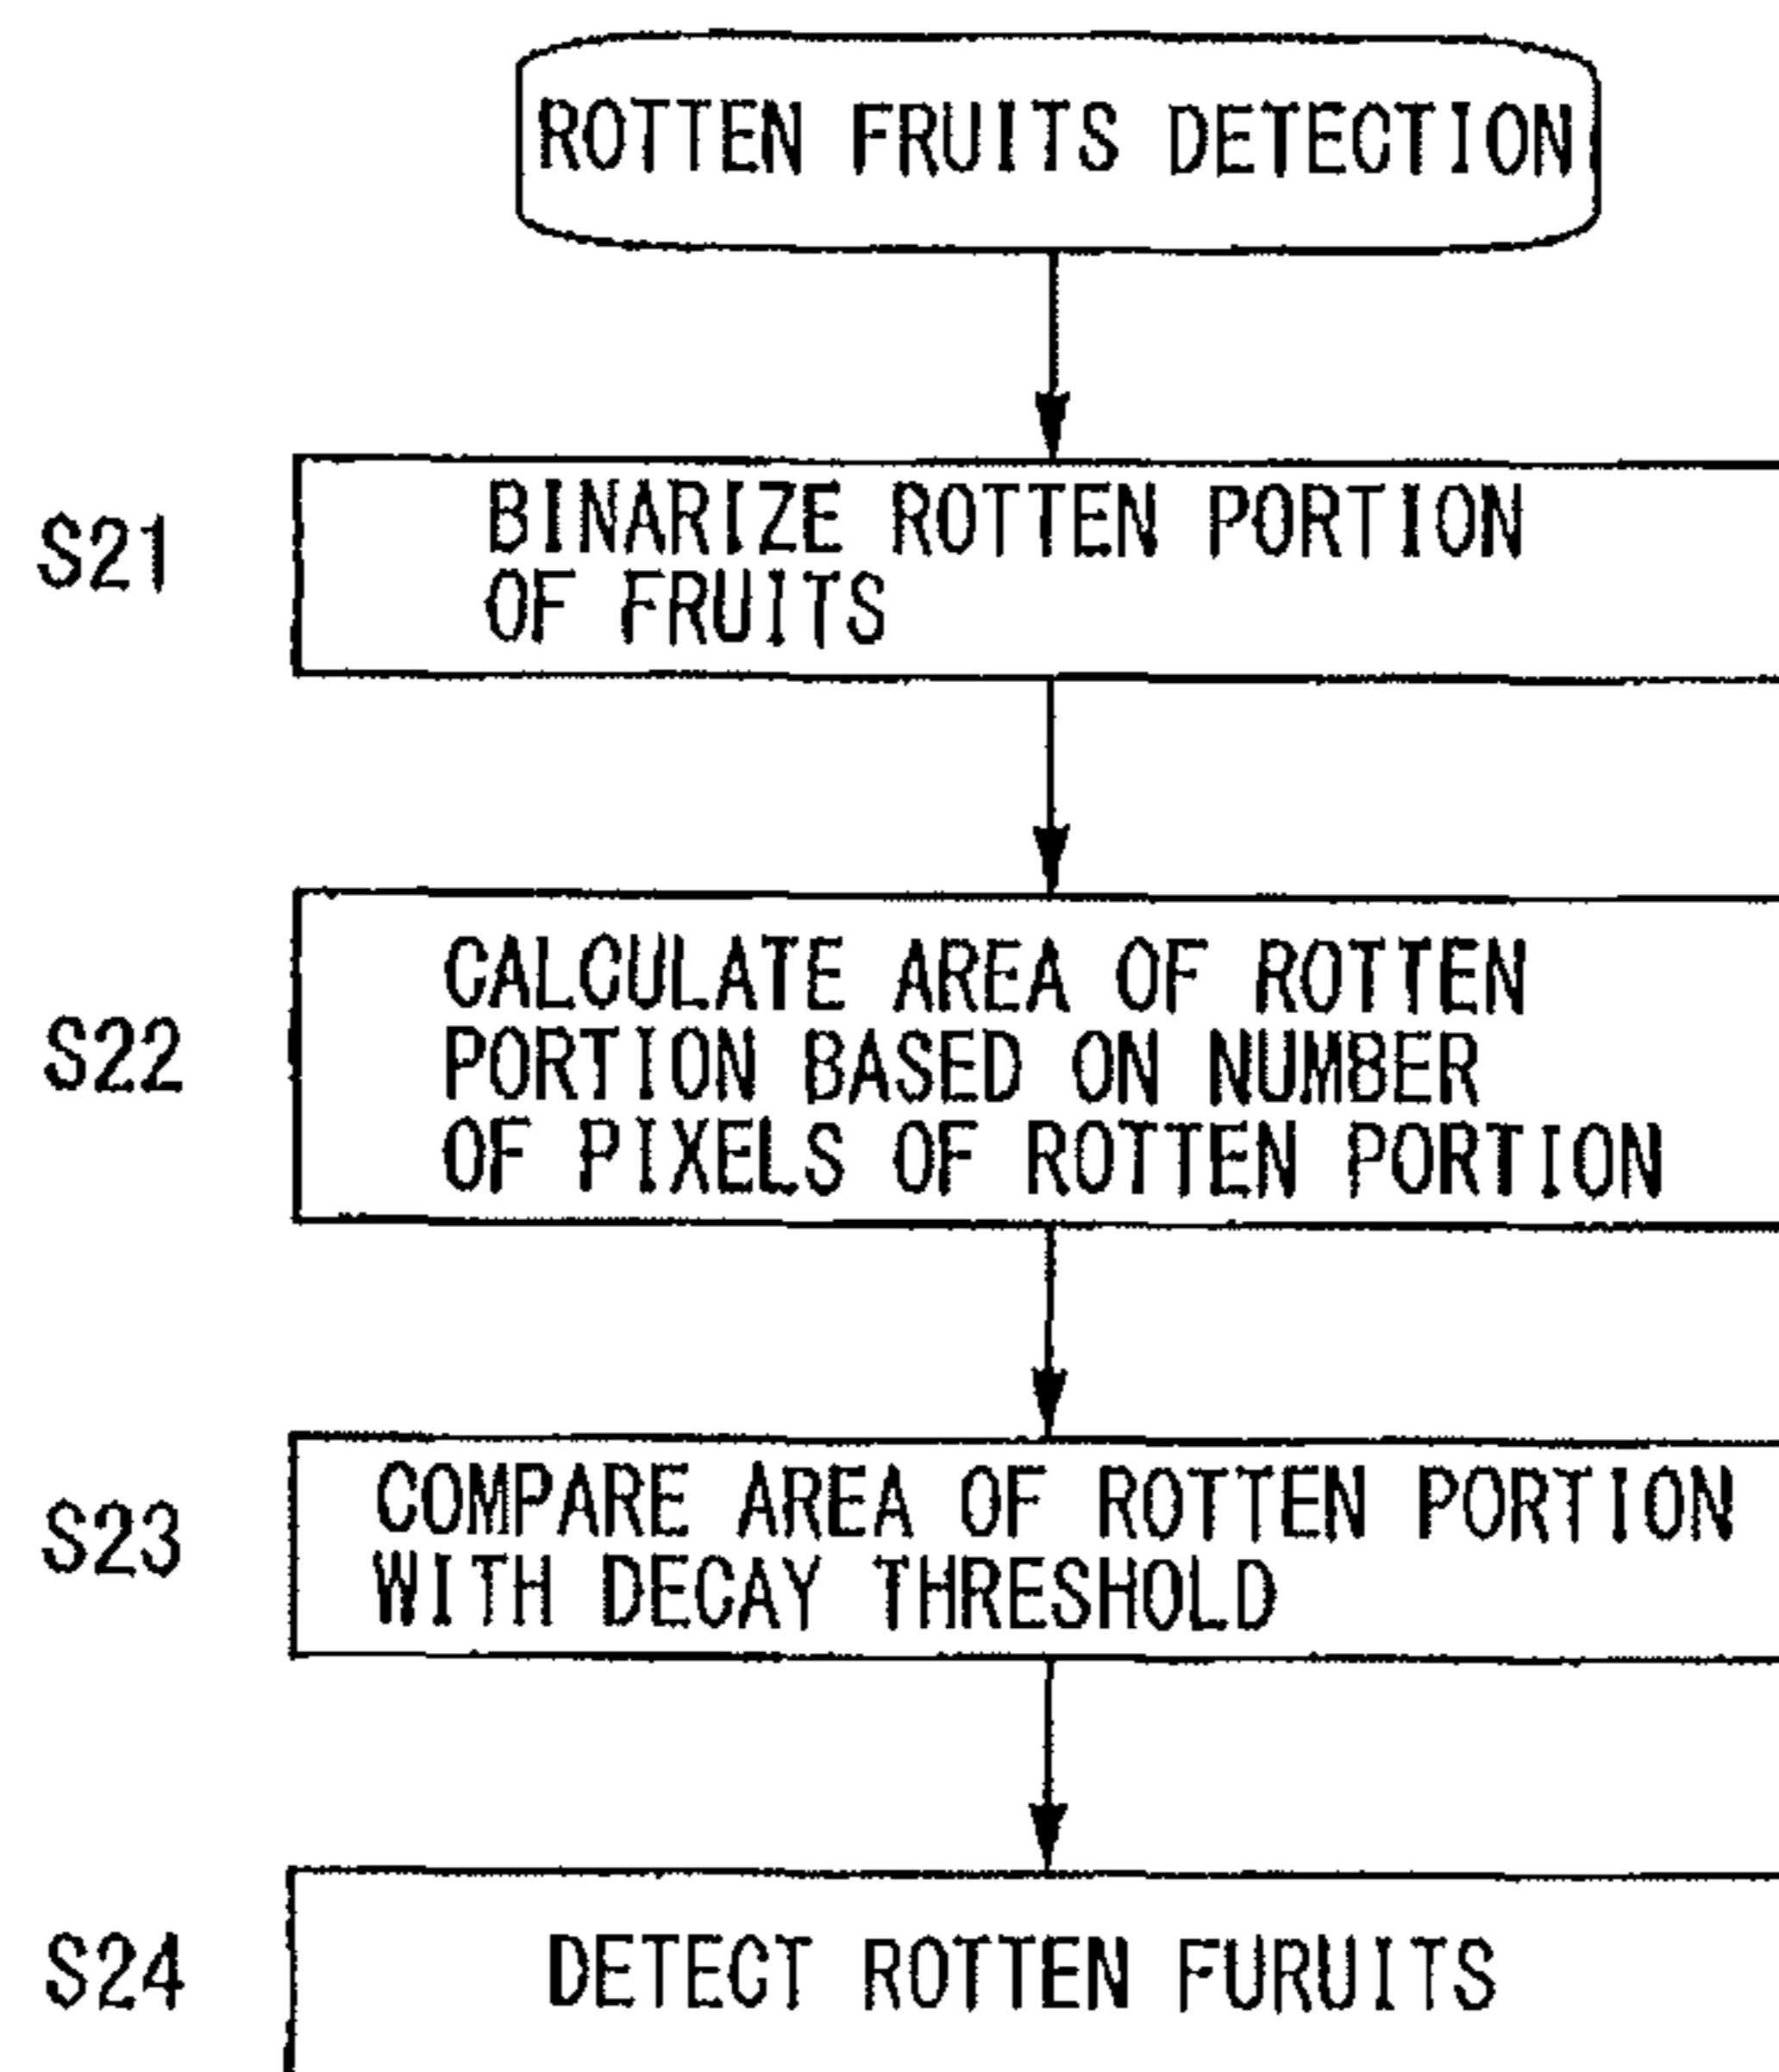 ROTTEN FRUITS DETECTION
S21
BINARIZE ROTTEN PORTION
OF FRUITS
S22
CALCULATE AREA OF ROTTEN
PORTION BASED ON NUMBER
OF PIXELS OF ROTTEN PORTION
S23
COMPARE AREA OF ROTTEN PORTION
WITH DECAY THRESHOLD
S24
DETECT ROTTEN FURUITS